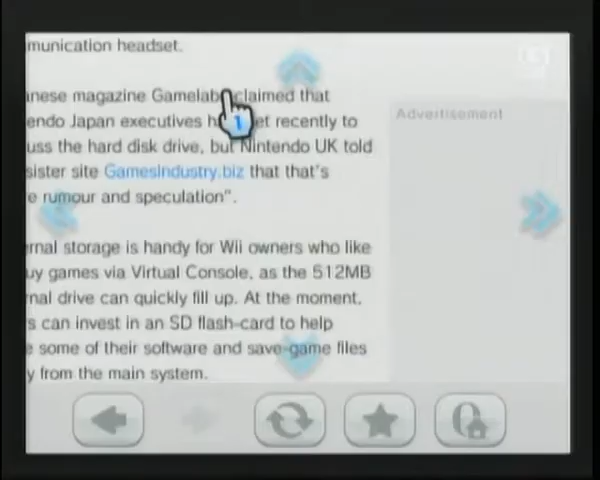 munication headset.
anese magazine Gamelab claimed that
endo Japan executives h et recently to
uss the hard disk drive, but Nintendo UK told
sister site GamesIndustry.biz that that's
e rumour and speculation".
rnal storage is handy for Wii owners who like
uy games via Virtual Console, as the 512MB
nal drive can quickly fill up. At the moment,
s can invest in an SD flash-card to help
e some of their software and save-game files
y from the main system.
Advertisement
1